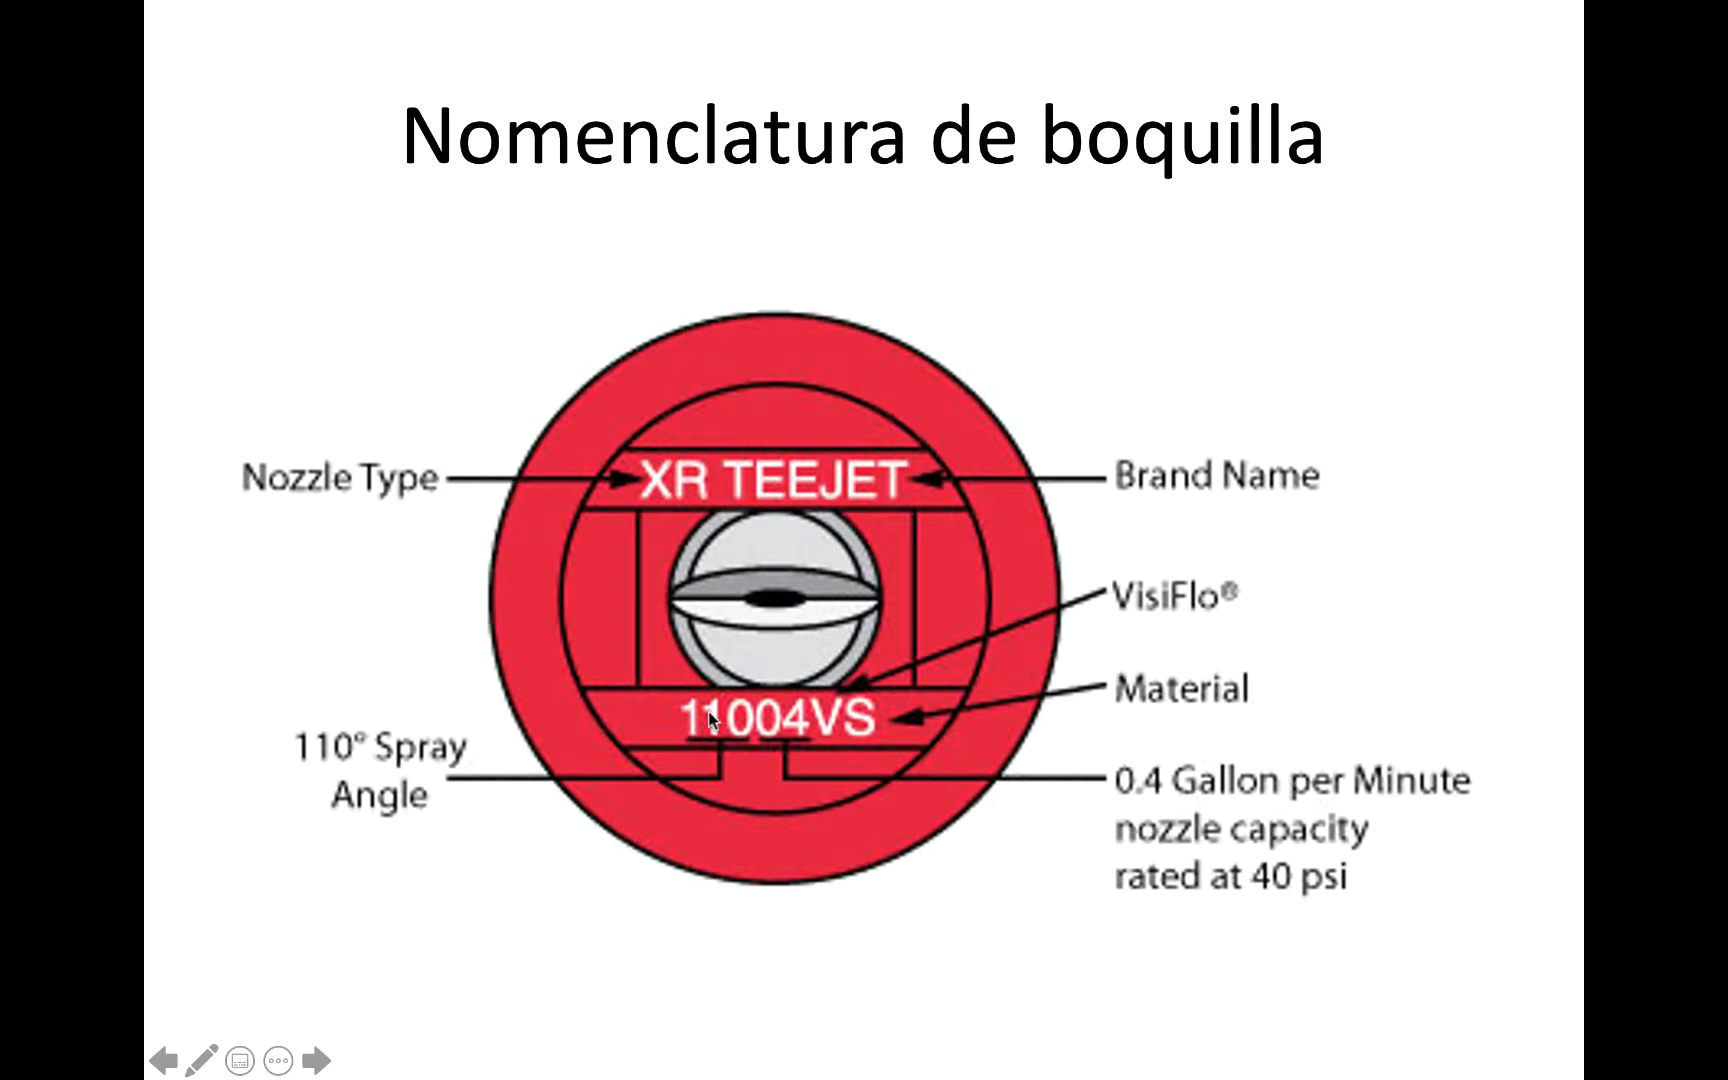 Nomenclatura de boquilla
Nozzle Type
XR TEEJET
Brand Name
VisiFlo®
Material
11004VS
110° Spray
Angle
0.4 Gallon per Minute
nozzle capacity
rated at 40 psi